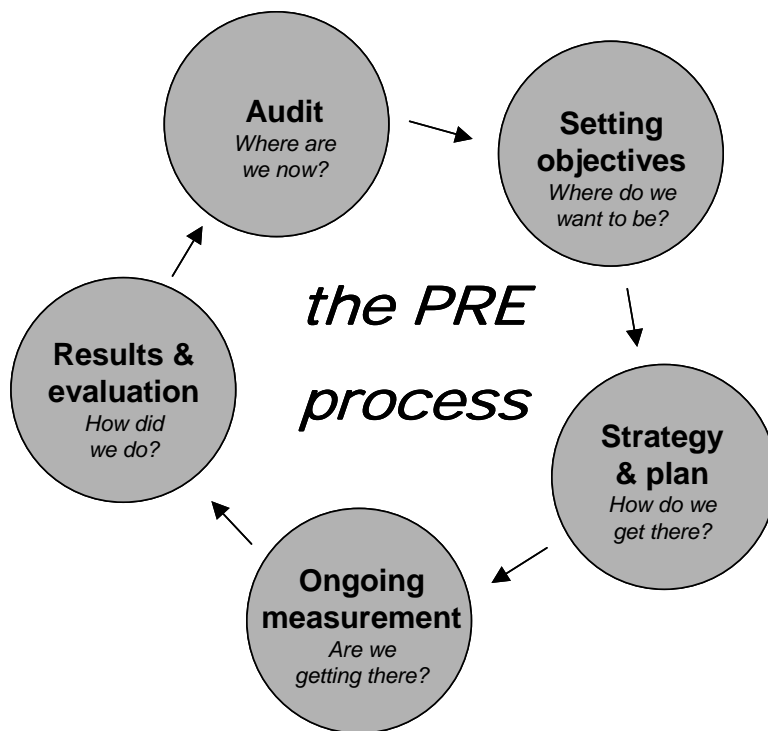 Audit
Where are
we now?
Setting
objectives
Where do we
want to be?
the PRE
process
Results &
evaluation
How did
we do?
Strategy
& plan
How do we
get there?
Ongoing
measurement
Are we
getting there?